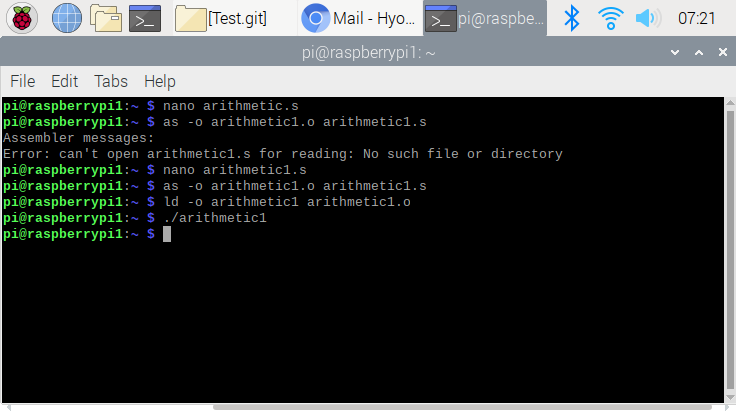 [Test.git]
Mail - Hyo...
pi@raspbe...
07:21
pi@raspberrypi1: ~
File Edit Tabs Help
pi@raspberrypi1:~ $ nano arithmetic.s
pi@raspberrypi1:~ $ as -o arithmetic1.o arithmetic1.s
Assembler messages:
Error: can't open arithmetic1.s for reading: No such file or directory
pi@raspberrypi1:~ $ nano arithmetic1.s
pi@raspberrypi1:~ $ as -o arithmetic1.o arithmetic1.s
pi@raspberrypi1:~ $ ld -o arithmetic1 arithmetic1.o
pi@raspberrypi1:~ $ ./arithmetic1
pi@raspberrypi1:~ $